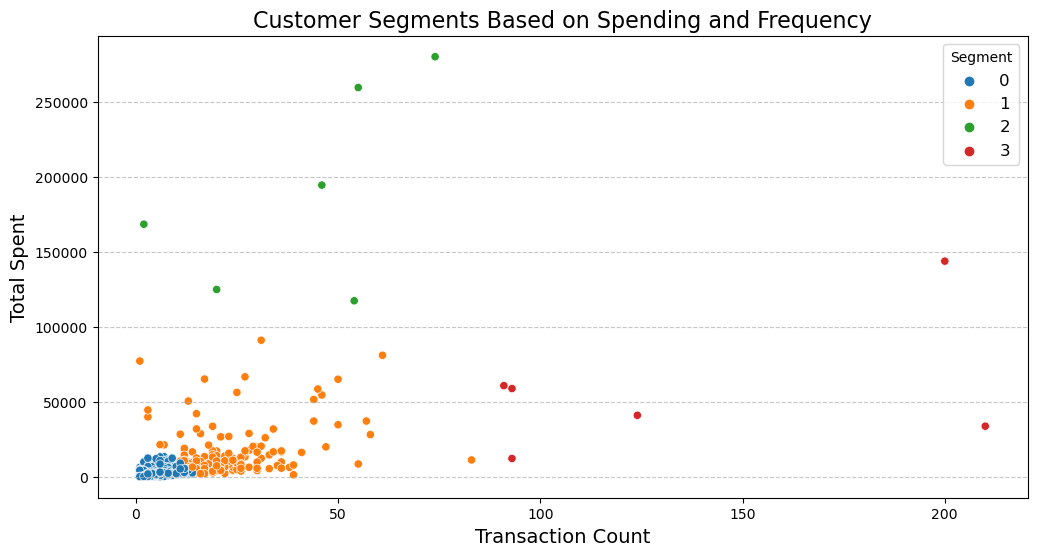 Customer Segments Based on Spending and Frequency
Segment
0
1
2
3
250000
200000
150000
100000
50000
0
Total Spent
0 50 100 150 200
Transaction Count